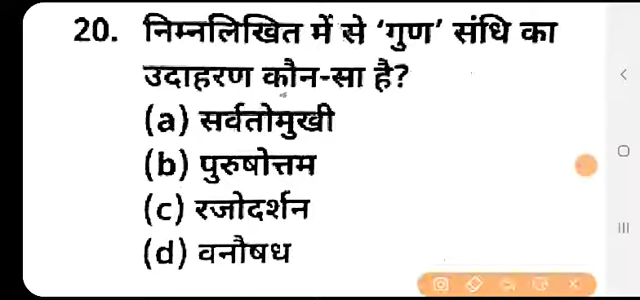 20. निम्नलिखित में से ‘गुण’ संधि का
उदाहरण कौन-सा है?
(a) सर्वतोमुखी
(b) पुरुषोत्तम
(c) रजोदर्शन
(d) वनौषध